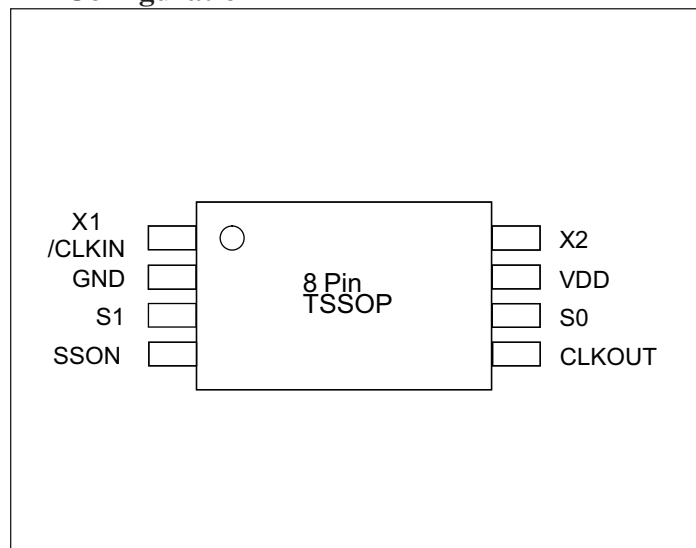 X1
/CLKIN
GND
S1
SSON
8 Pin
TSSOP
X2
VDD
S0
CLKOUT